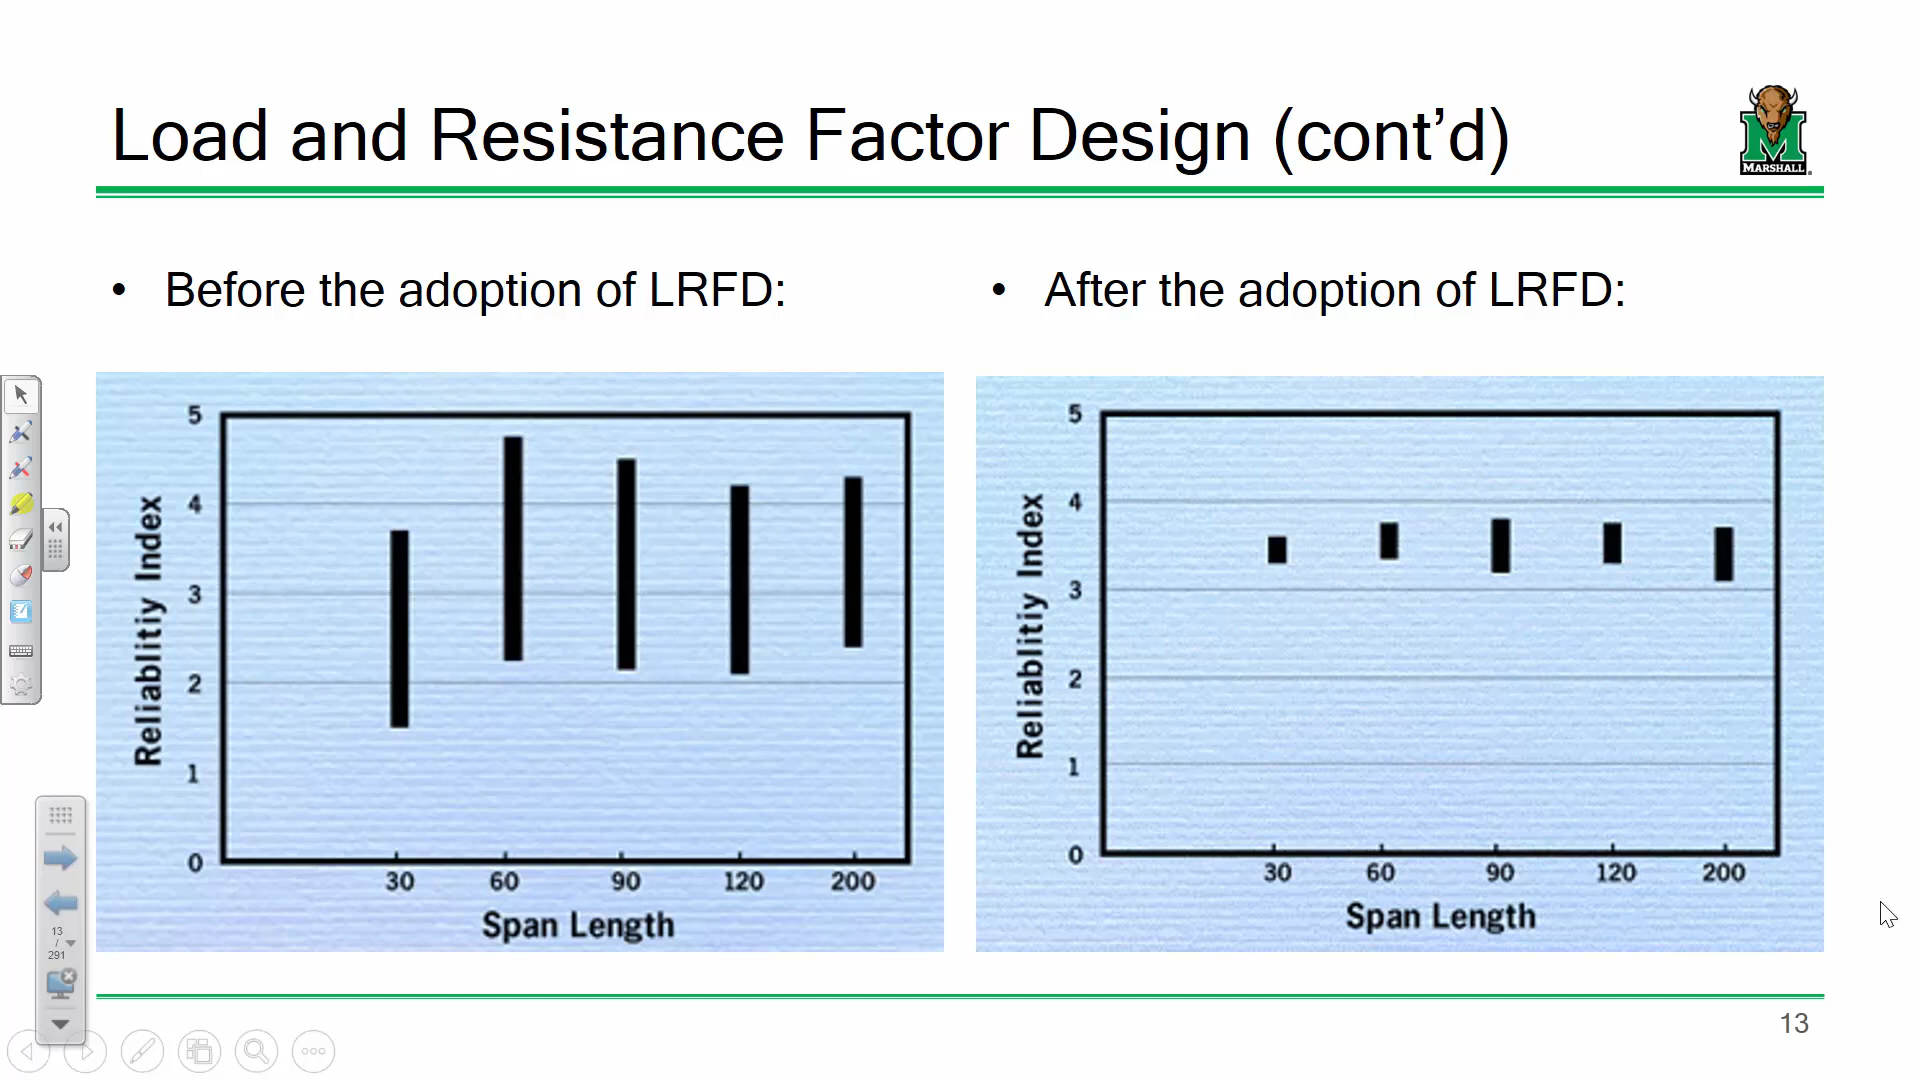 Load and Resistance Factor Design (cont’d)
MARSHALL
• Before the adoption of LRFD:
• After the adoption of LRFD:
5
4
3
2
1
0
Reliablitiy Index
30 60 90 120 200
Span Length
5
4
3
2
1
0
Reliablitiy Index
30 60 90 120 200
Span Length
13
/
291
13